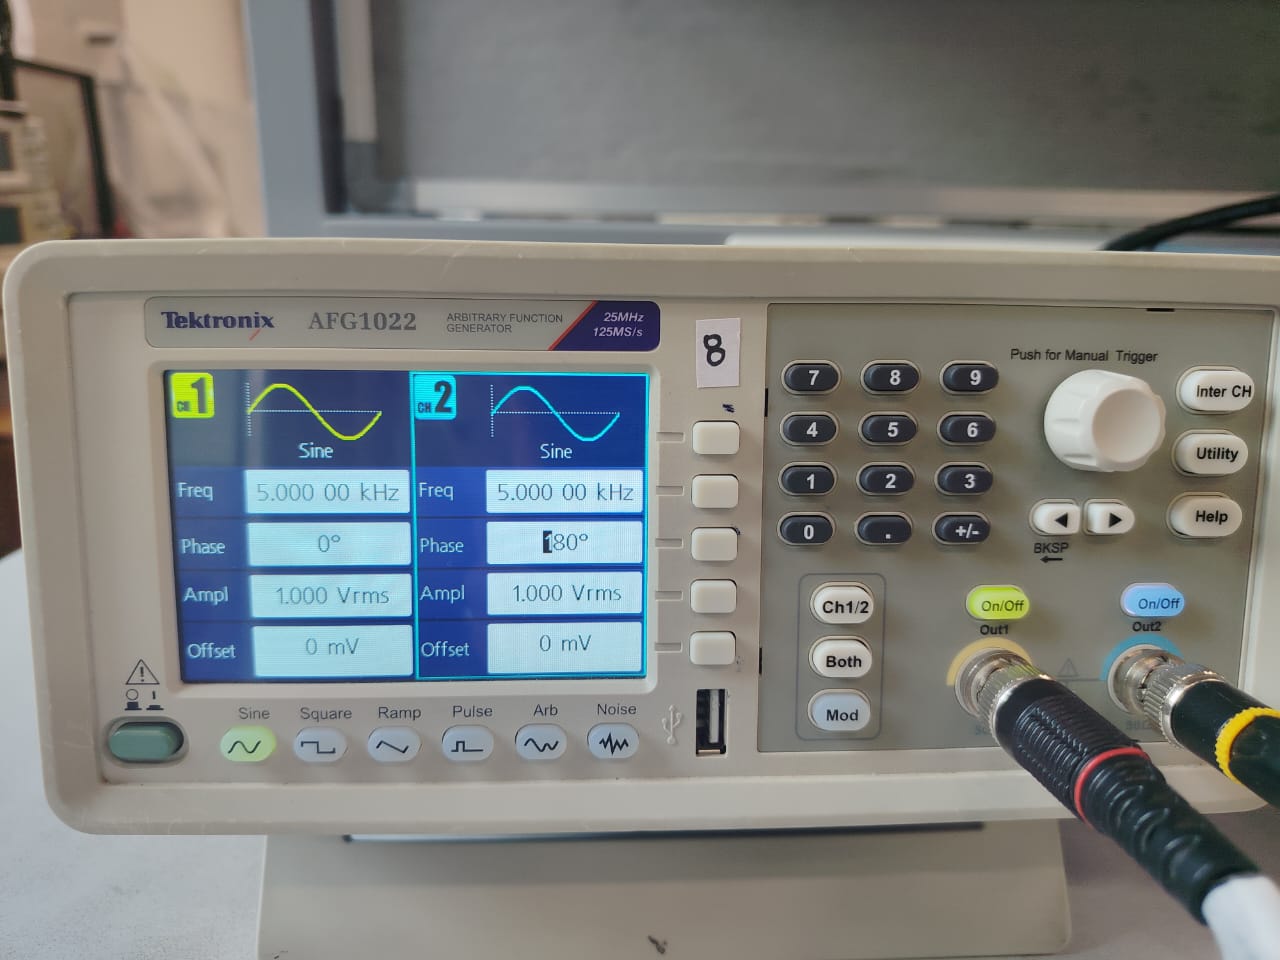 Tektronix AFG1022 ARBITRARY FUNCTION GENERATOR 25MHz 125MS/s
8
CH 1
Sine
Freq 5.000 00 kHz
Phase 0°
Ampl 1.000 Vrms
Offset 0 mV
CH 2
Sine
Freq 5.000 00 kHz
Phase 180°
Ampl 1.000 Vrms
Offset 0 mV
Sine Square Ramp Pulse Arb Noise
Push for Manual Trigger
7 8 9
4 5 6
1 2 3
0 . +/-
Inter CH
Utility
Help
BKSP
Ch1/2
Both
Mod
On/Off
Out1
On/Off
Out2